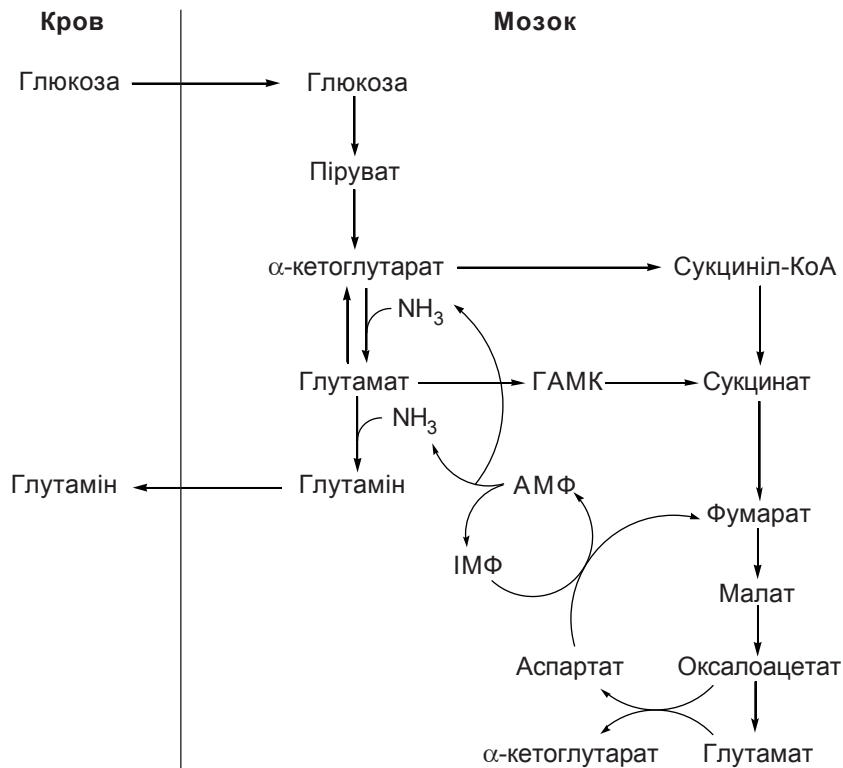 Кров Мозок
Глюкоза Глюкоза
Піруват
α-кетоглутарат Сукциніл-КоА
NH3
Глутамат ГАМК Сукцинат
NH3
Глутамін Глутамін АМФ
Фумарат
ІМФ
Малат
Аспартат Оксалоацетат
α-кетоглутарат Глутамат